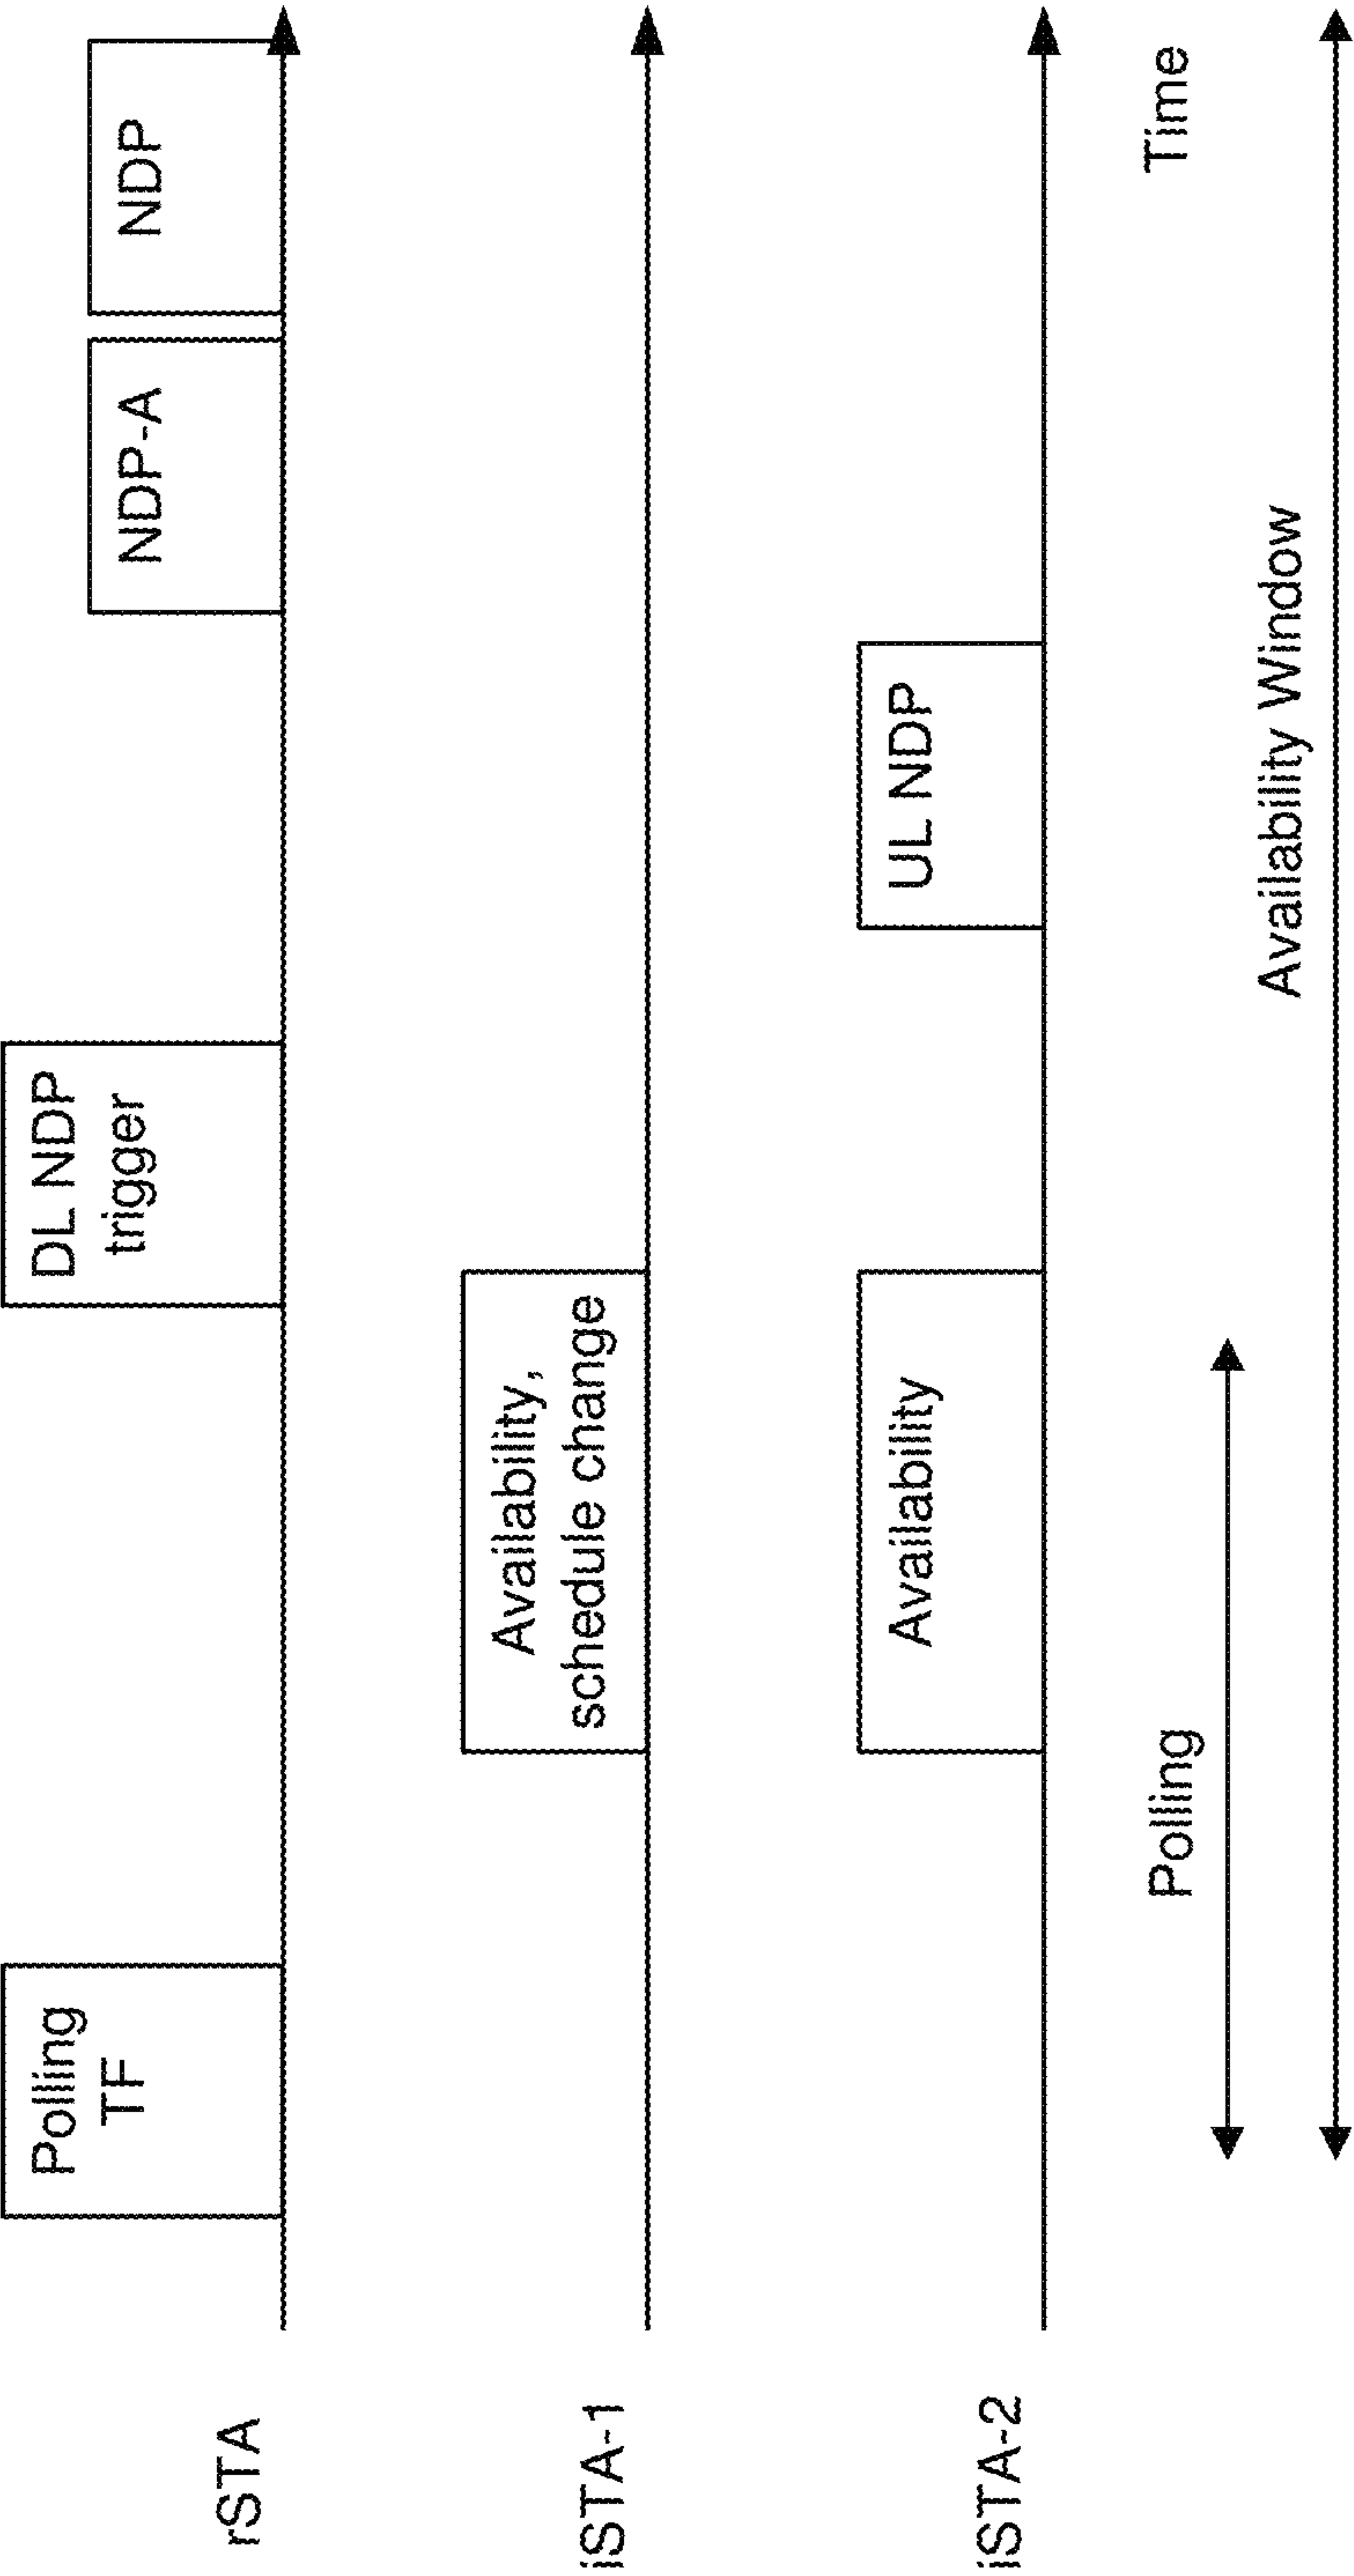 rSTA
Polling
TF
DL NDP
trigger
NDP-A
NDP
iSTA-1
Availability,
schedule change
iSTA-2
Availability
UL NDP
Polling
Time
Availability Window